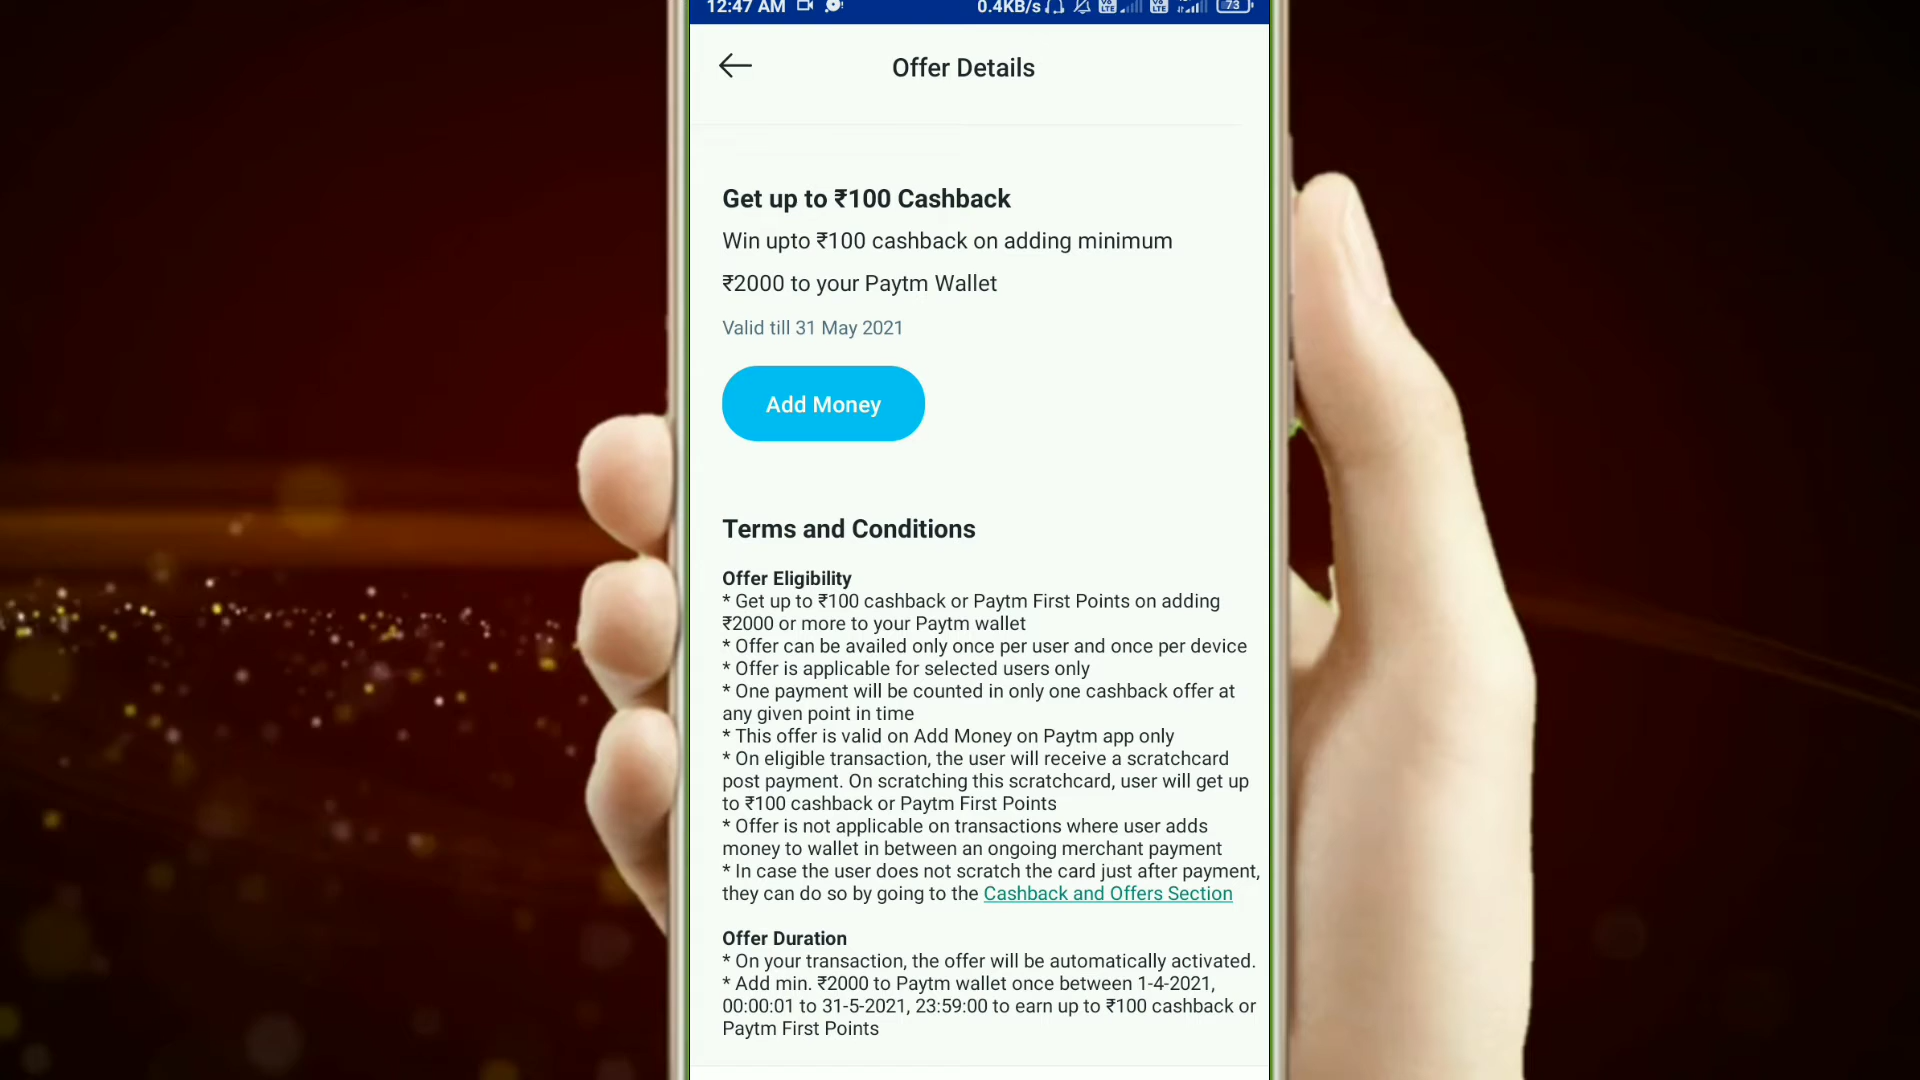 12:47 AM 0.4KB/s VoLTE VoLTE 73
Offer Details
Get up to ₹100 Cashback
Win upto ₹100 cashback on adding minimum
₹2000 to your Paytm Wallet
Valid till 31 May 2021
Add Money
Terms and Conditions
Offer Eligibility
* Get up to ₹100 cashback or Paytm First Points on adding
₹2000 or more to your Paytm wallet
* Offer can be availed only once per user and once per device
* Offer is applicable for selected users only
* One payment will be counted in only one cashback offer at
any given point in time
* This offer is valid on Add Money on Paytm app only
* On eligible transaction, the user will receive a scratchcard
post payment. On scratching this scratchcard, user will get up
to ₹100 cashback or Paytm First Points
* Offer is not applicable on transactions where user adds
money to wallet in between an ongoing merchant payment
* In case the user does not scratch the card just after payment,
they can do so by going to the Cashback and Offers Section
Offer Duration
* On your transaction, the offer will be automatically activated.
* Add min. ₹2000 to Paytm wallet once between 1-4-2021,
00:00:01 to 31-5-2021, 23:59:00 to earn up to ₹100 cashback or
Paytm First Points